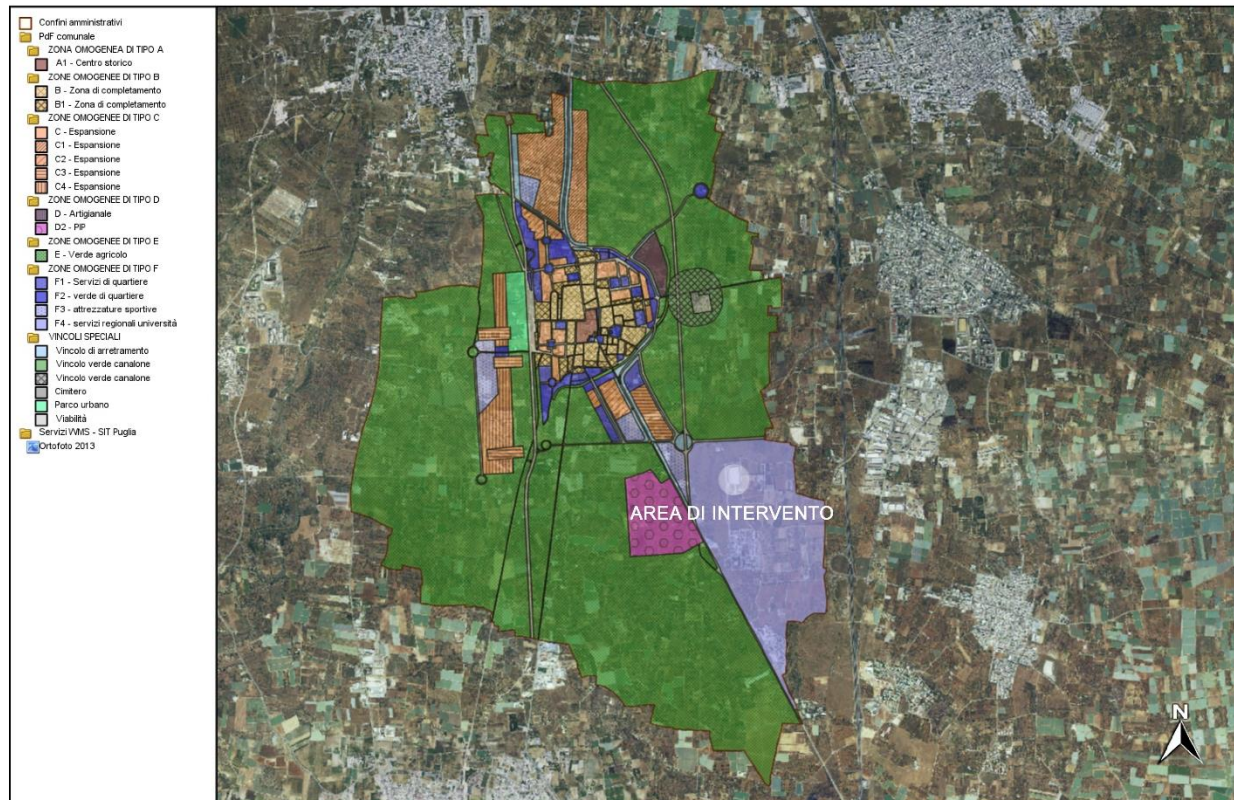 Confini amministrativi
PdF comunale
ZONA OMOGENEA DI TIPO A
A1 - Centro storico
ZONE OMOGENEE DI TIPO B
B - Zona di completamento
B1 - Zona di completamento
ZONE OMOGENEE DI TIPO C
C - Espansione
C1 - Espansione
C2 - Espansione
C3 - Espansione
C4 - Espansione
ZONE OMOGENEE DI TIPO D
D - Artigianale
D2 - PIP
ZONE OMOGENEE DI TIPO E
E - Verde agricolo
ZONE OMOGENEE DI TIPO F
F1 - Servizi di quartiere
F2 - verde di quartiere
F3 - attrezzature sportive
F4 - servizi regionali università
VINCOLI SPECIALI
Vincolo di arretramento
Vincolo verde canalone
Vincolo verde canalone
Cimitero
Parco urbano
Viabilità
Servizi WMS - SIT Puglia
Ortofoto 2013
AREA DI INTERVENTO
N